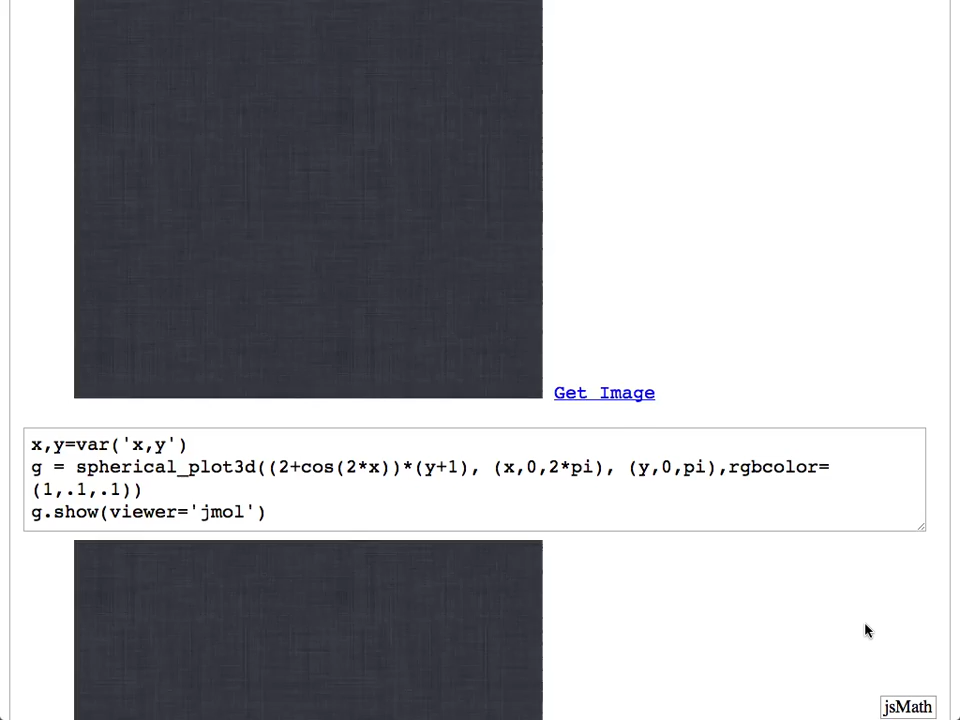 Get Image
x,y=var('x,y')
g = spherical_plot3d((2+cos(2*x))*(y+1), (x,0,2*pi), (y,0,pi),rgbcolor=
(1,.1,.1))
g.show(viewer='jmol')
jsMath